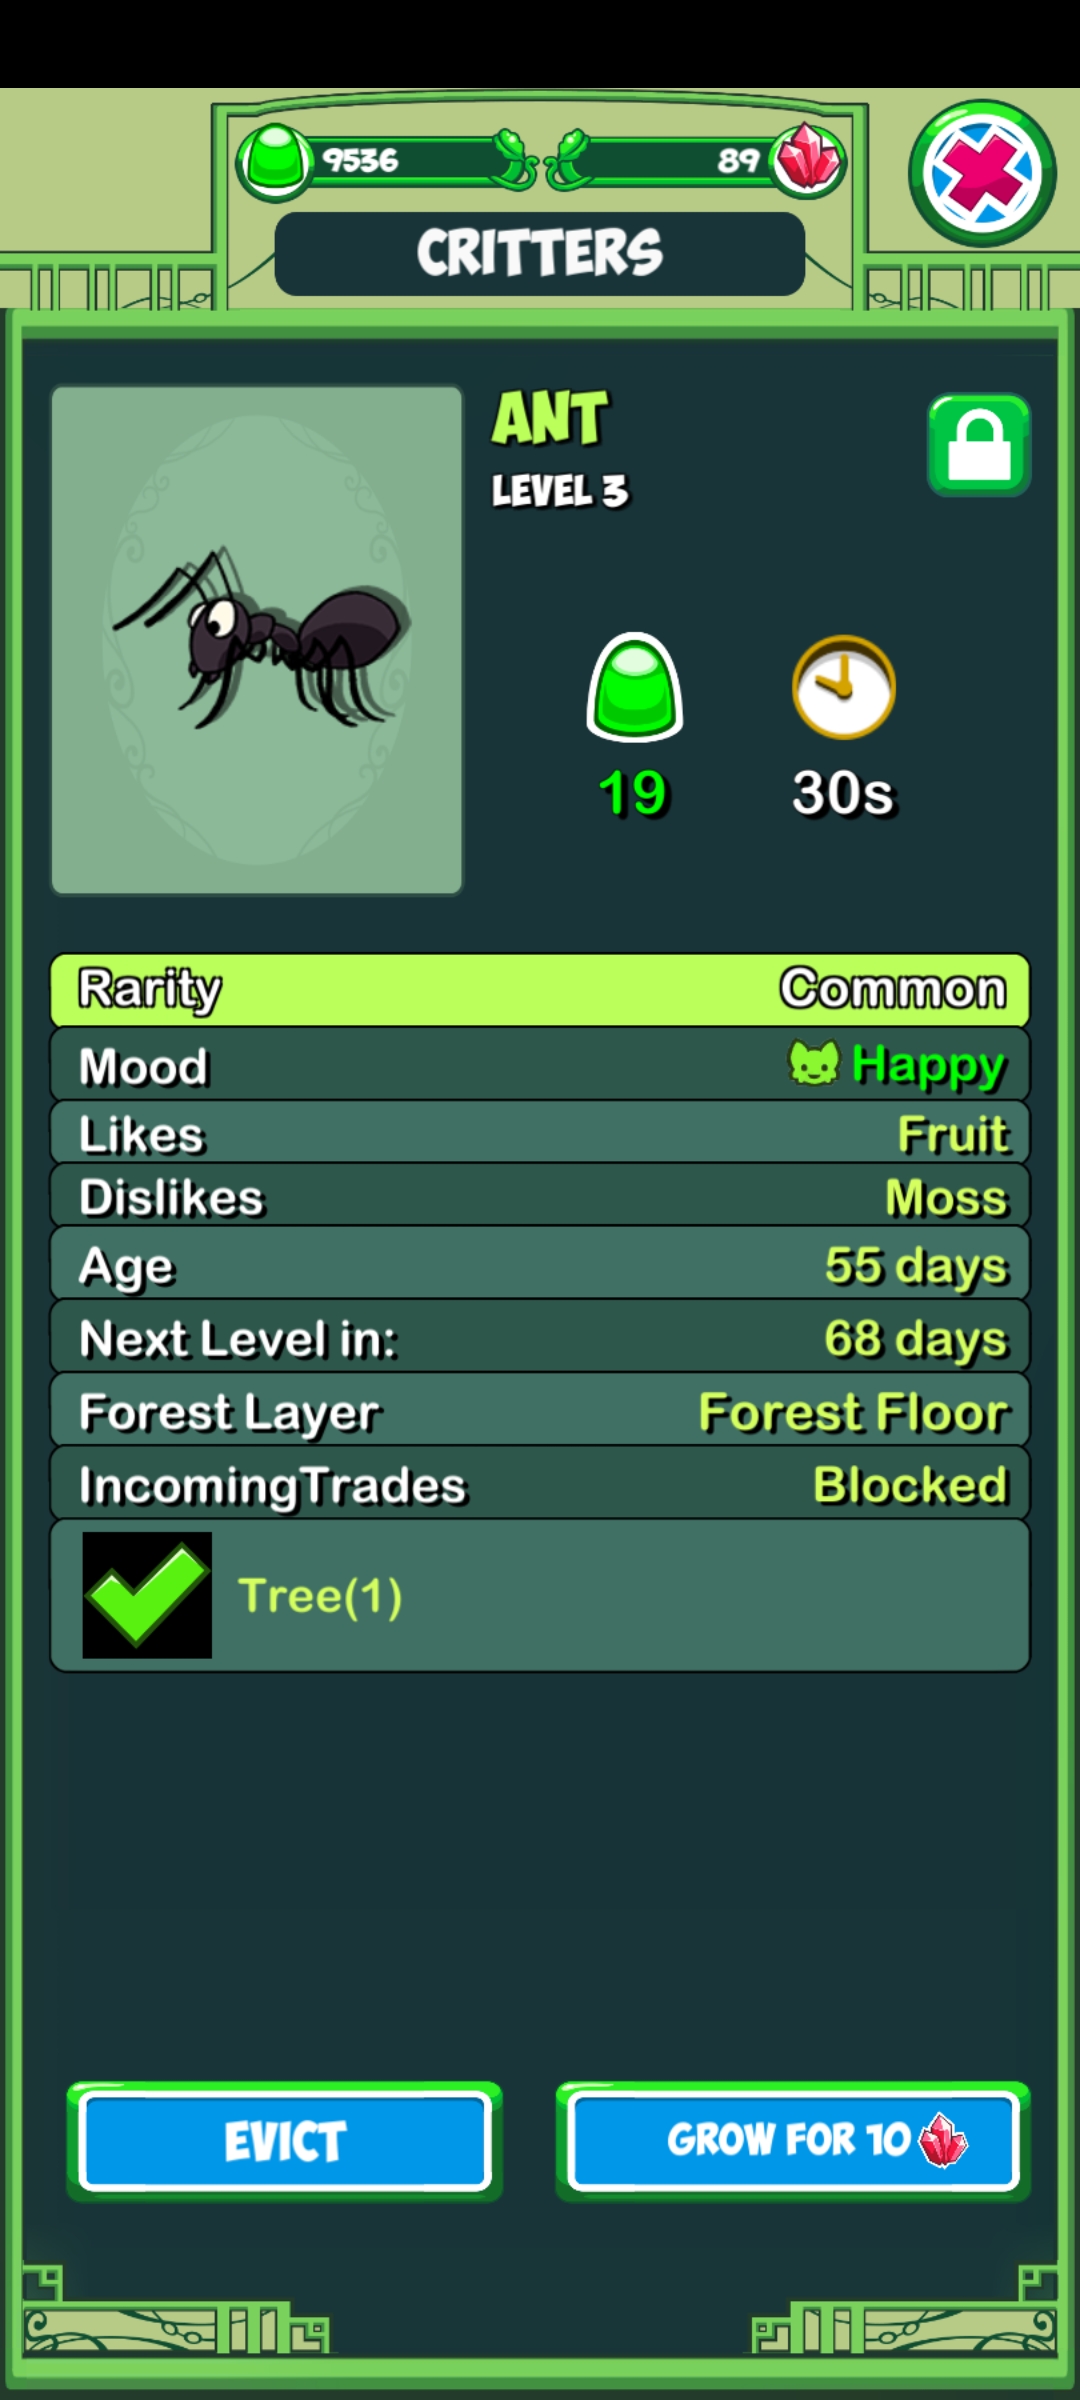 9536
89
CRITTERS
ANT
LEVEL 3
19
30s
Rarity Common
Mood Happy
Likes Fruit
Dislikes Moss
Age 55 days
Next Level in: 68 days
Forest Layer Forest Floor
IncomingTrades Blocked
Tree(1)
EVICT
GROW FOR 10